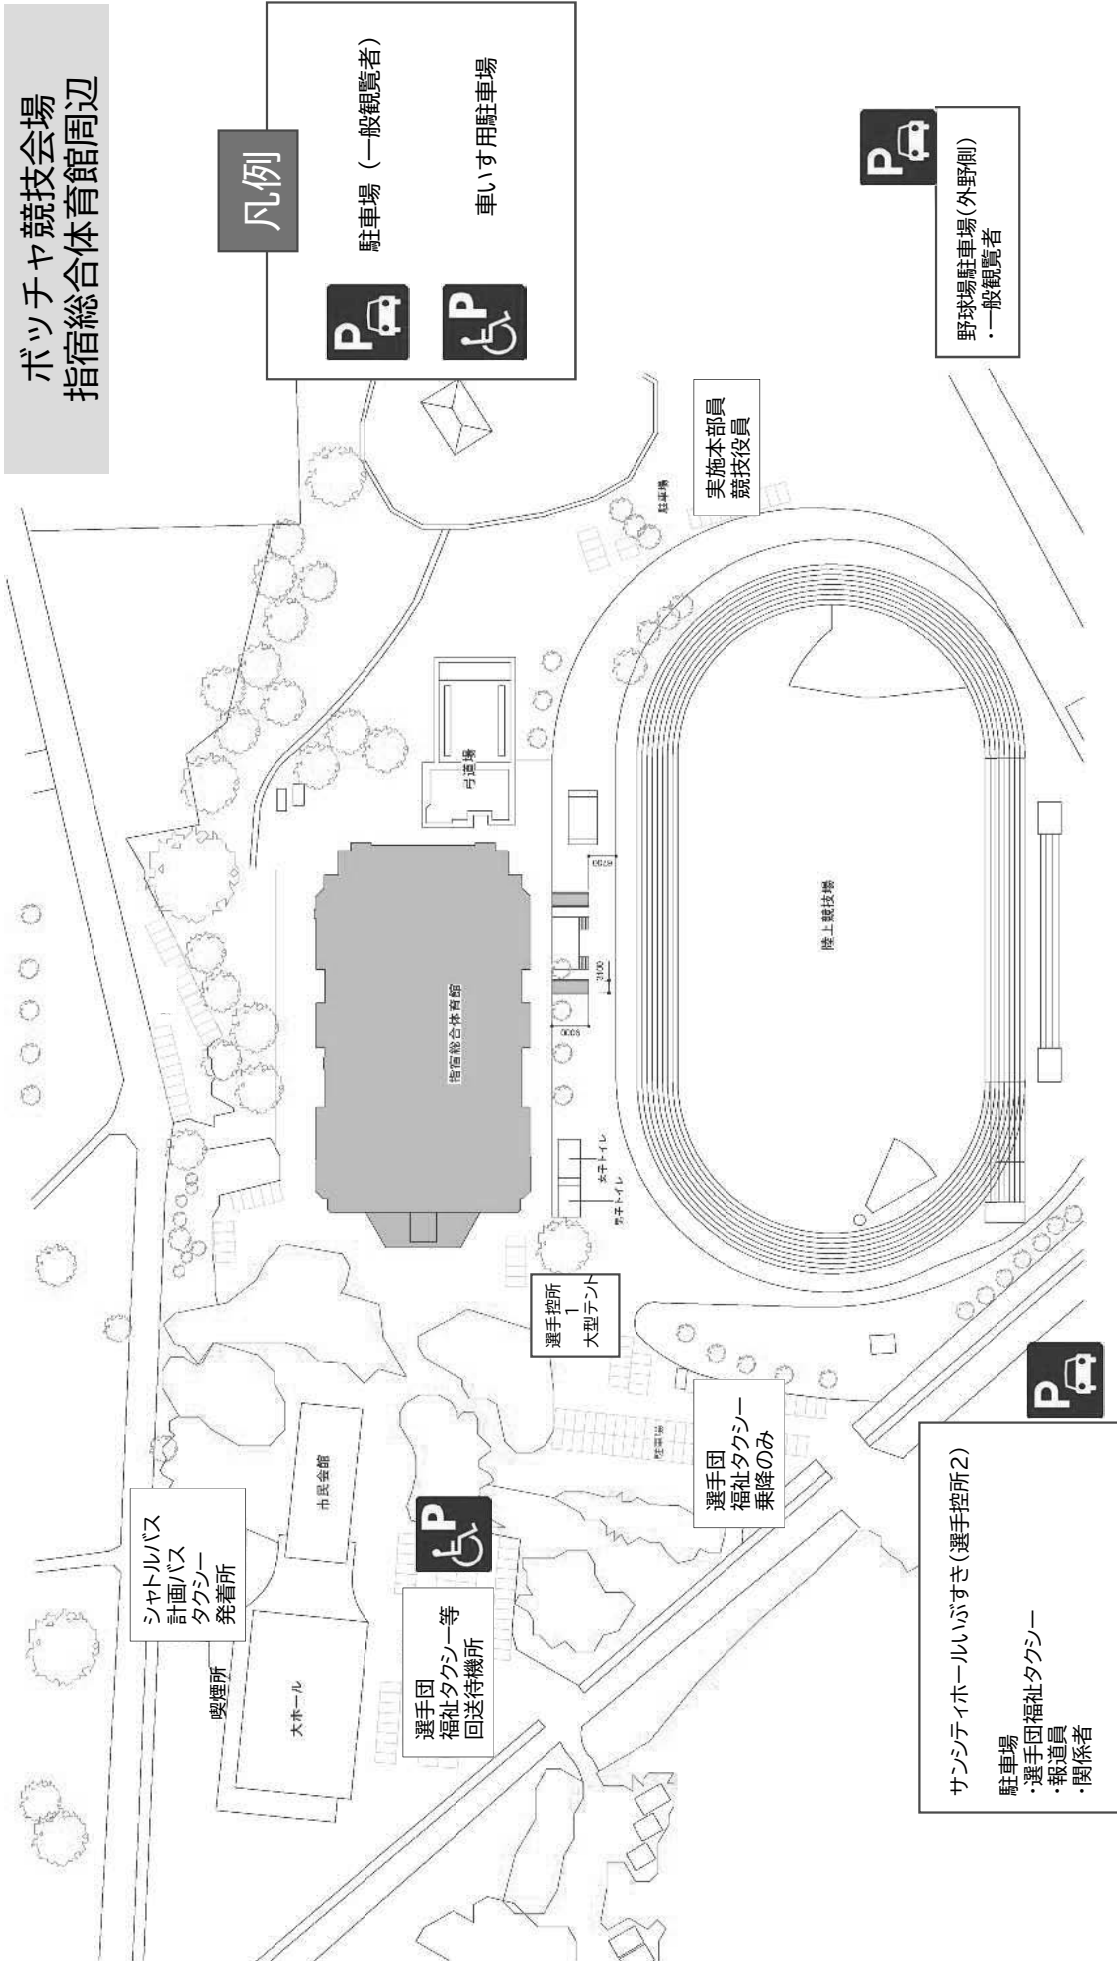 ボッチャ競技会場
指宿総合体育館周辺
凡例
P
駐車場（一般観覧者）
P
車いす用駐車場
P
野球場駐車場（外野側）
・一般観覧者
実施本部員
競技役員
駐車場
弓道場
指宿総合体育館
6700
3100
9000
陸上競技場
女子トイレ
男子トイレ
選手控所
1
大型テント
駐車場
選手団
福祉タクシー
乗降のみ
市民会館
シャトルバス
計画バス
タクシー
発着所
喫煙所
大ホール
P
選手団
福祉タクシー等
回送待機所
P
サンシティホールいぶすき（選手控所2）
駐車場
・選手団福祉タクシー
・報道員
・関係者